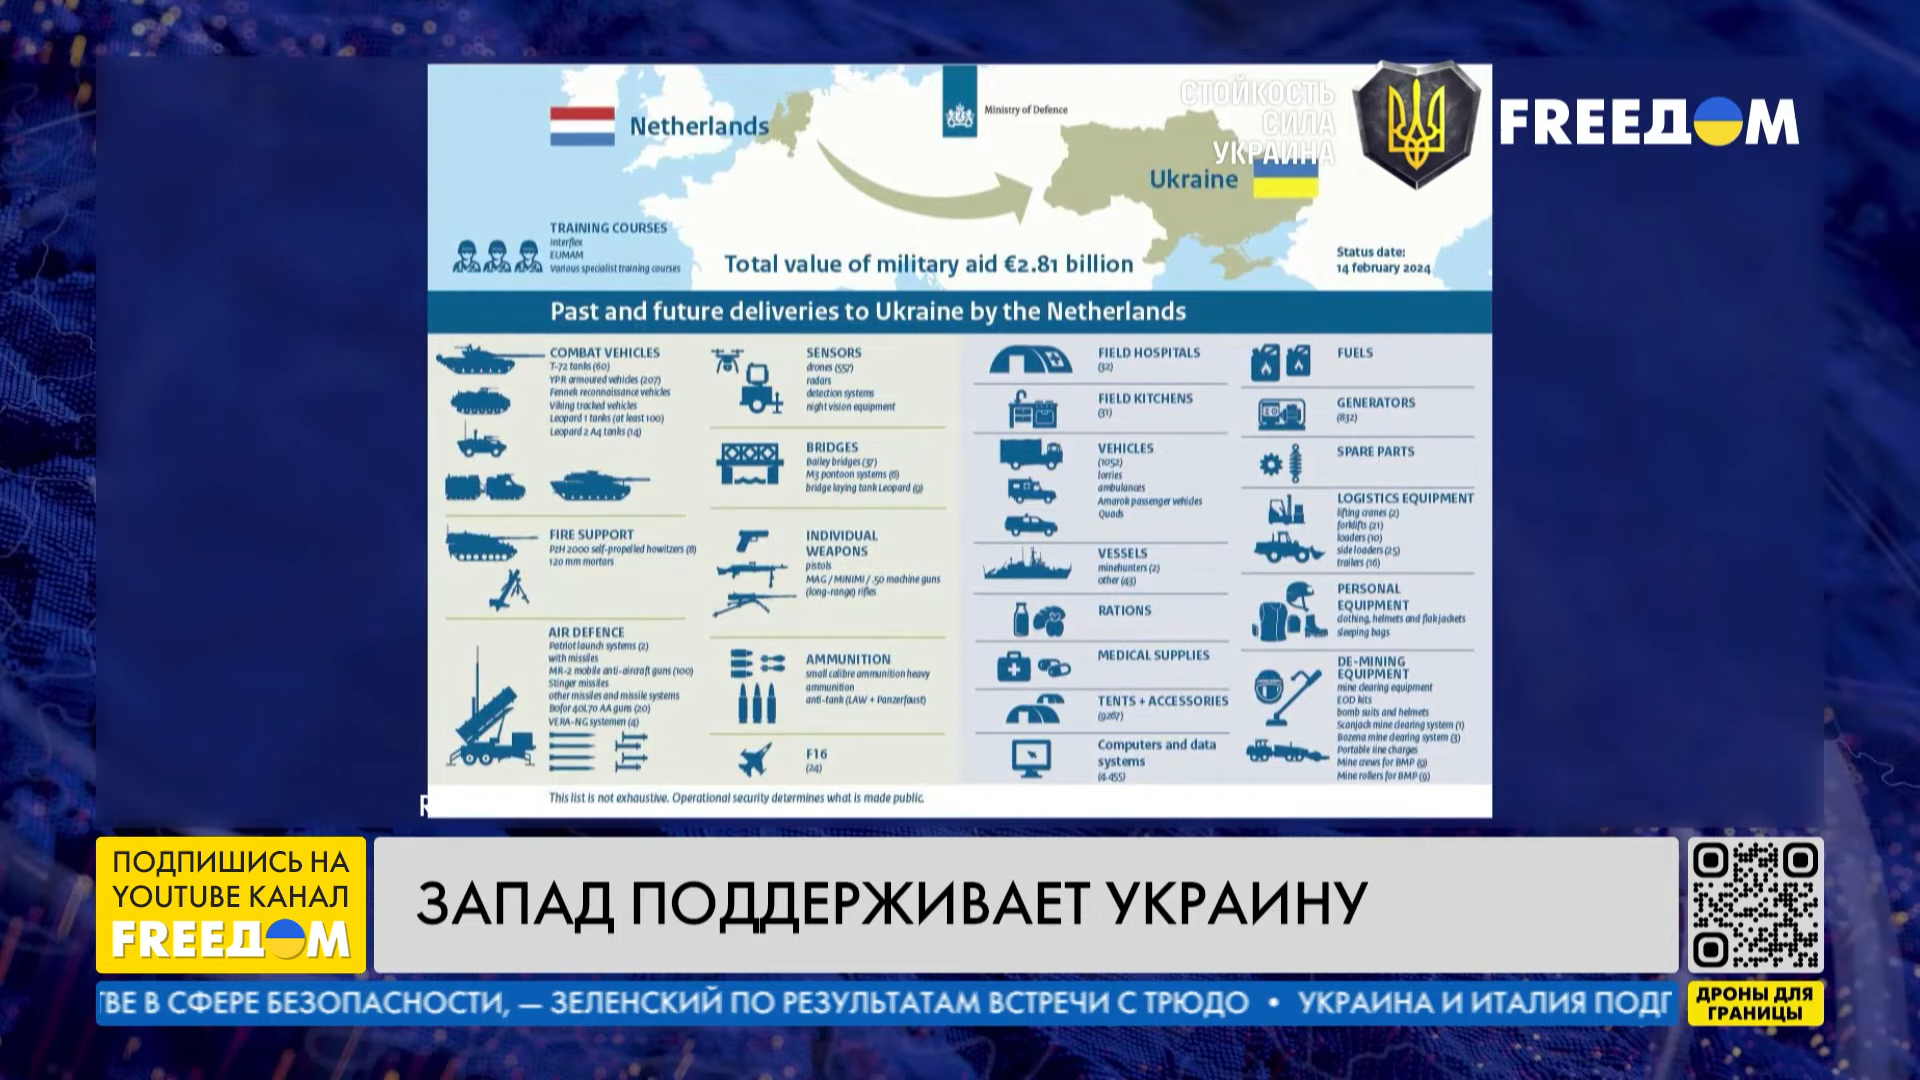 СТОЙКОСТЬ
СИЛА
УКРАИНА
FREEДОМ
Netherlands
Ministry of Defence
Ukraine
TRAINING COURSES
Interflex
EUMAM
Various specialist training courses
Total value of military aid €2.81 billion
Status date:
14 february 2024
Past and future deliveries to Ukraine by the Netherlands
COMBAT VEHICLES
T-72 tanks (60)
YPR armoured vehicles (207)
Fennek reconnaissance vehicles
Viking tracked vehicles
Leopard 1 tanks (at least 100)
Leopard 2 A4 tanks (14)
FIRE SUPPORT
PzH 2000 self-propelled howitzers (8)
120 mm mortars
AIR DEFENCE
Patriot launch systems (2)
with missiles
MR-2 mobile anti-aircraft guns (100)
Stinger missiles
other missiles and missile systems
Bofor 40L70 AA guns (20)
VERA-NG systemen (4)
SENSORS
drones (557)
radars
detection systems
night vision equipment
BRIDGES
Bailey bridges (37)
M3 pontoon systems (6)
bridge laying tank Leopard (9)
INDIVIDUAL
WEAPONS
pistols
MAG / MINIMI / .50 machine guns
(long-range) rifles
AMMUNITION
small calibre ammunition heavy
ammunition
anti-tank (LAW + Panzerfaust)
F16
(24)
FIELD HOSPITALS
(32)
FIELD KITCHENS
(31)
VEHICLES
(1052)
lorries
ambulances
Amarok passenger vehicles
Quads
VESSELS
minehunters (2)
other (43)
RATIONS
MEDICAL SUPPLIES
TENTS + ACCESSORIES
(9267)
Computers and data
systems
(4.455)
FUELS
GENERATORS
(832)
SPARE PARTS
LOGISTICS EQUIPMENT
lifting cranes (2)
forklifts (21)
loaders (10)
side loaders (25)
trailers (16)
PERSONAL
EQUIPMENT
clothing, helmets and flak jackets
sleeping bags
DE-MINING
EQUIPMENT
mine clearing equipment
EOD kits
bomb suits and helmets
Scanjack mine clearing system (1)
Bozena mine clearing system (3)
Portable line charges
Mine crews for BMP (9)
Mine rollers for BMP (9)
This list is not exhaustive. Operational security determines what is made public.
ПОДПИШИСЬ НА
YOUTUBE КАНАЛ
FREEДОМ
ЗАПАД ПОДДЕРЖИВАЕТ УКРАИНУ
ТВЕ В СФЕРЕ БЕЗОПАСНОСТИ, — ЗЕЛЕНСКИЙ ПО РЕЗУЛЬТАТАМ ВСТРЕЧИ С ТРЮДО • УКРАИНА И ИТАЛИЯ ПОДП
ДРОНЫ ДЛЯ
ГРАНИЦЫ